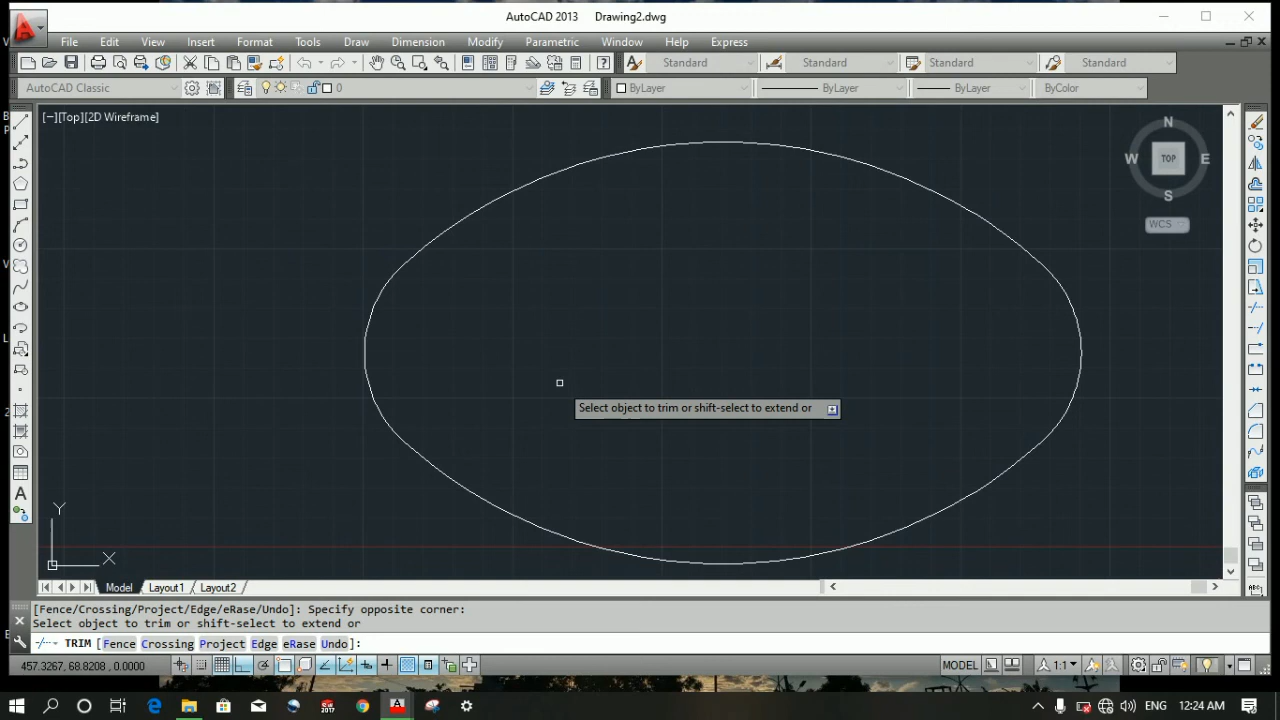 AutoCAD 2013 Drawing2.dwg
File Edit View Insert Format Tools Draw Dimension Modify Parametric Window Help Express
Standard Standard Standard Standard
AutoCAD Classic 0 ByLayer ByLayer ByLayer ByColor
[−][Top][2D Wireframe]
N
W TOP E
S
WCS
Select object to trim or shift-select to extend or
Y
X
Model Layout1 Layout2
[Fence/Crossing/Project/Edge/eRase/Undo]: Specify opposite corner:
Select object to trim or shift-select to extend or
TRIM [Fence Crossing Project Edge eRase Undo]:
457.3267, 68.8208, 0.0000 MODEL 1:1
ENG 12:24 AM